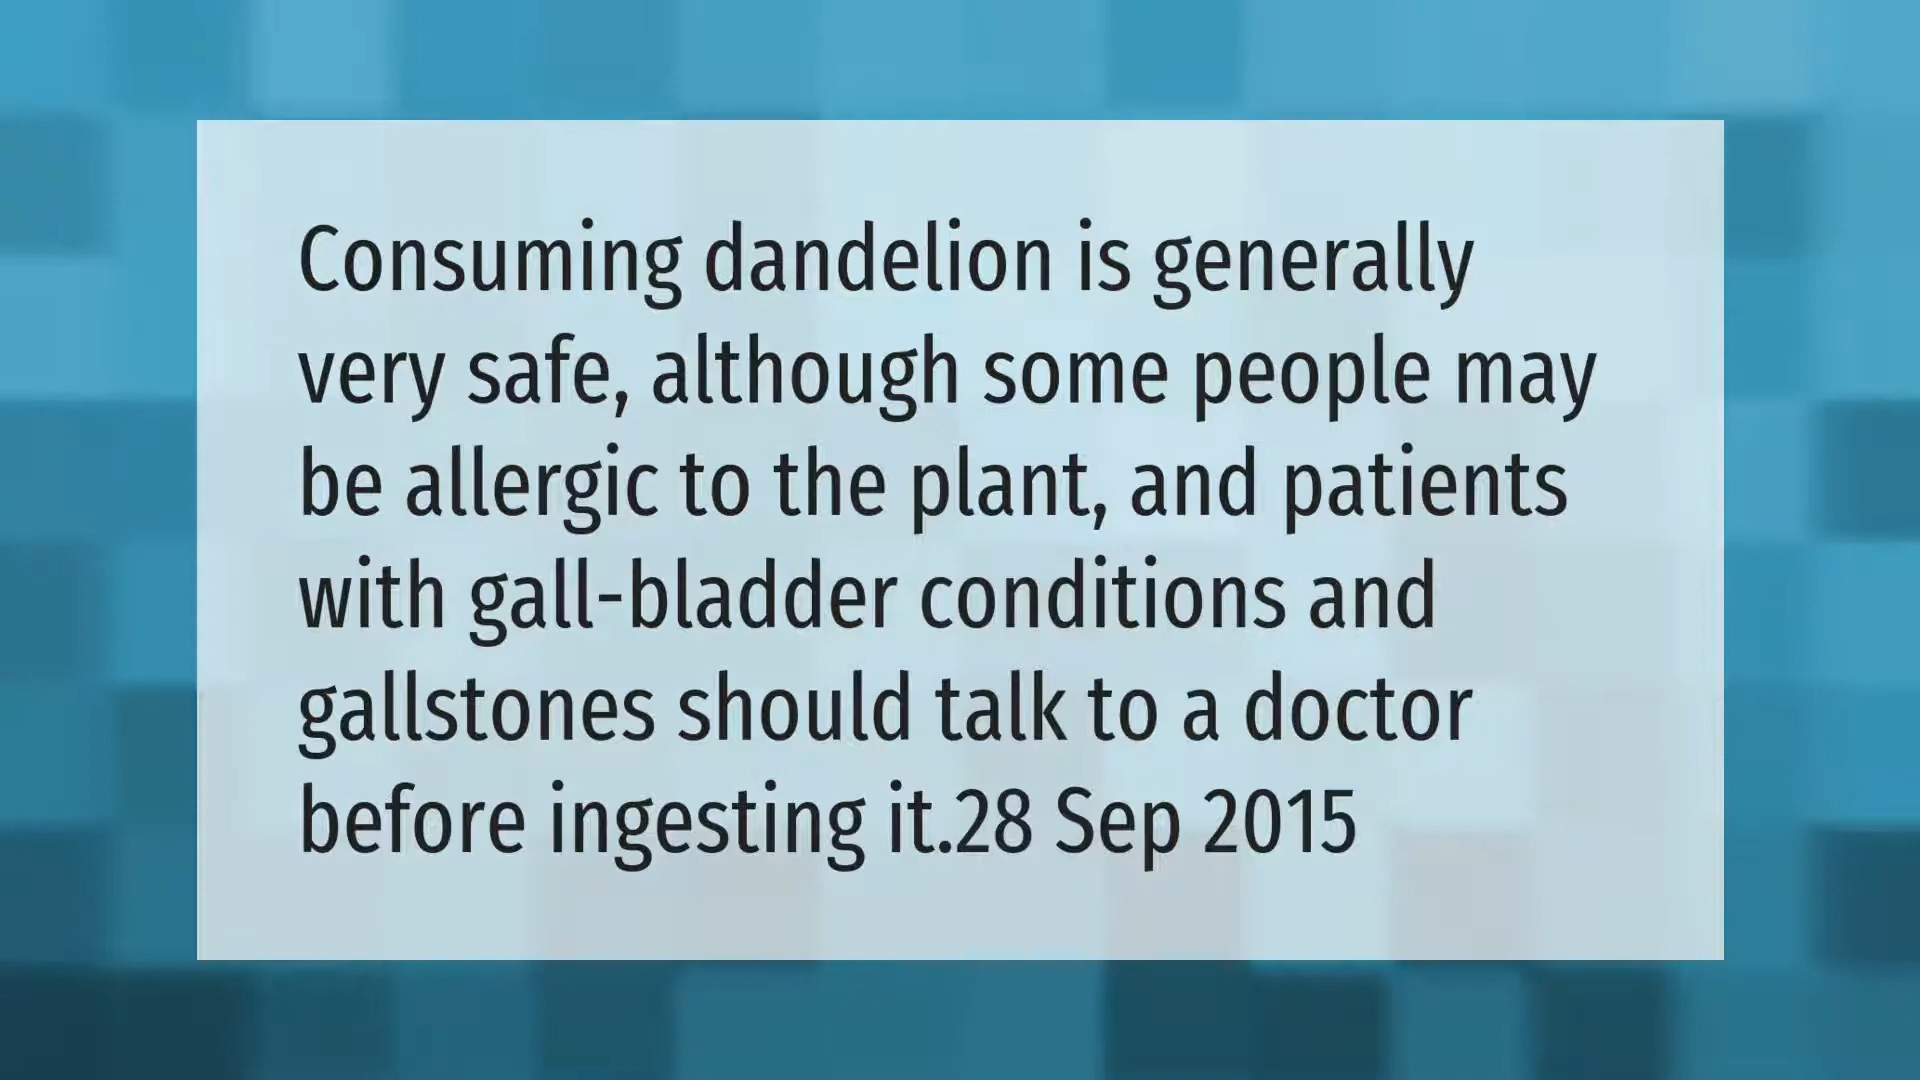 Consuming dandelion is generally
very safe, although some people may
be allergic to the plant, and patients
with gall-bladder conditions and
gallstones should talk to a doctor
before ingesting it.28 Sep 2015